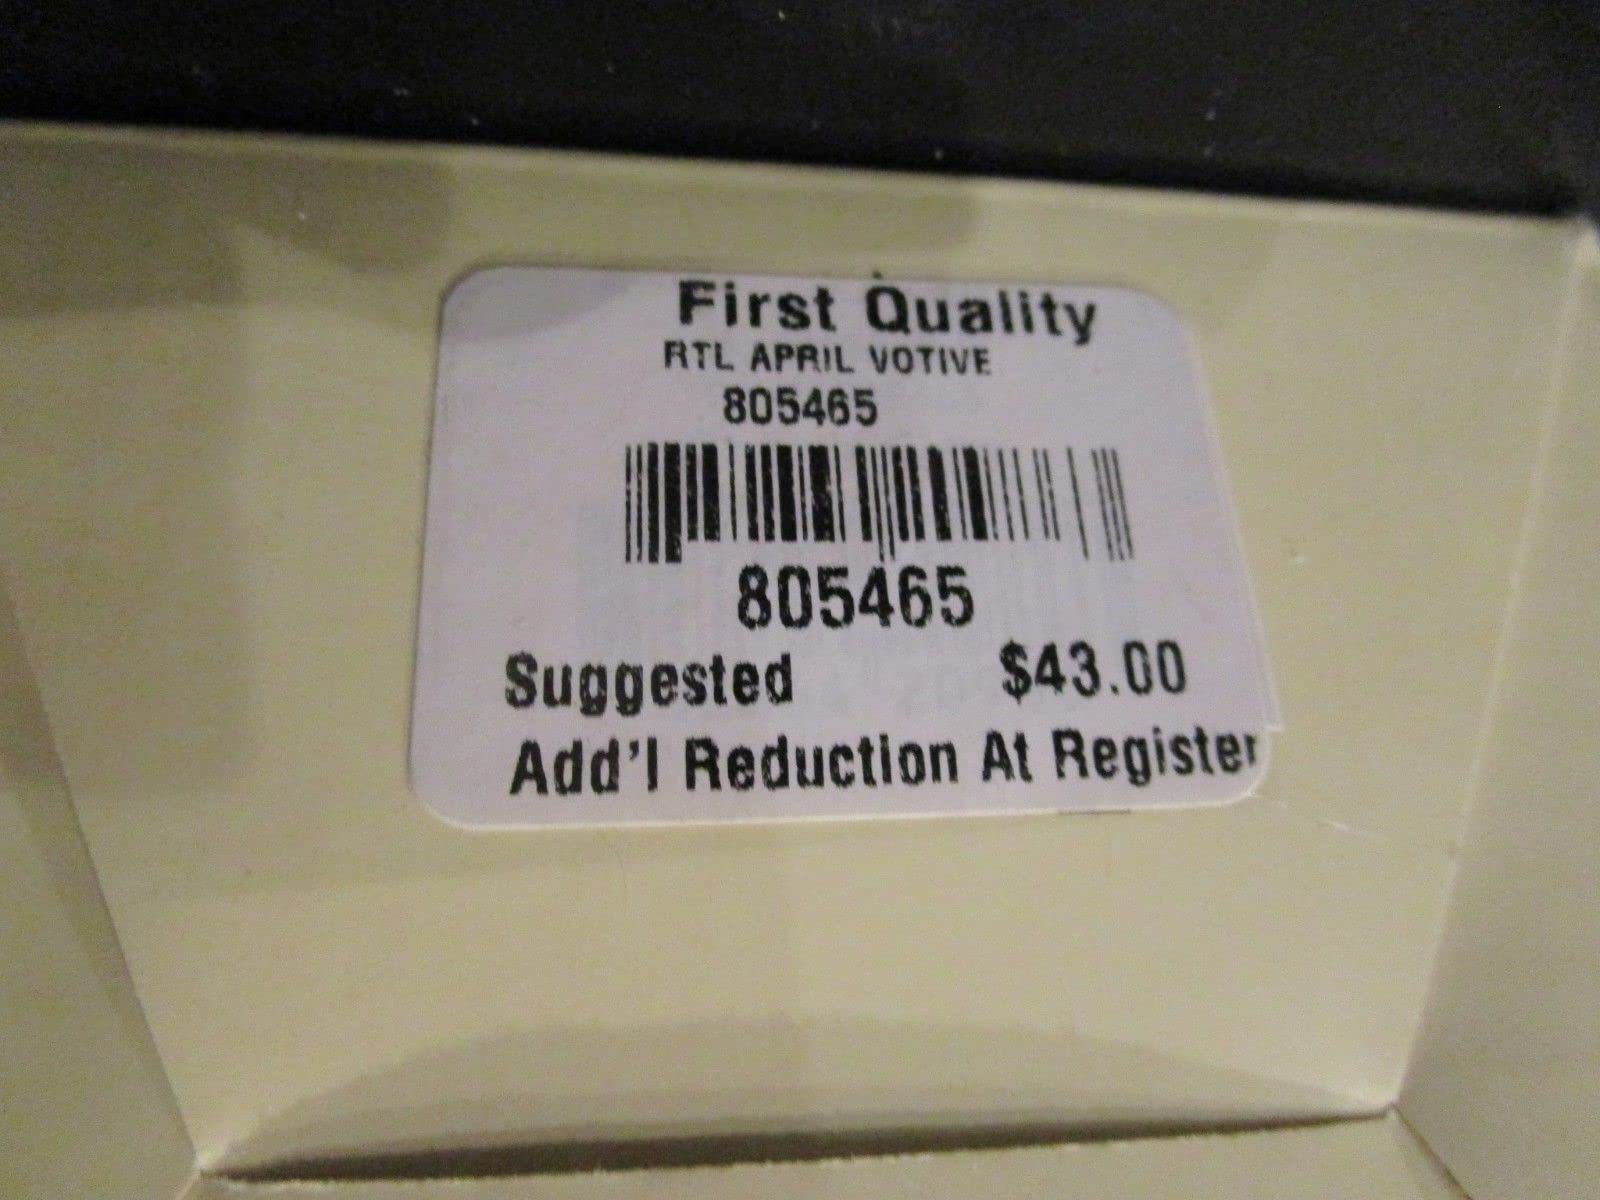 First Quality
RTL APRIL VOTIVE
805465
805465
Suggested $43.00
Add'l Reduction At Register